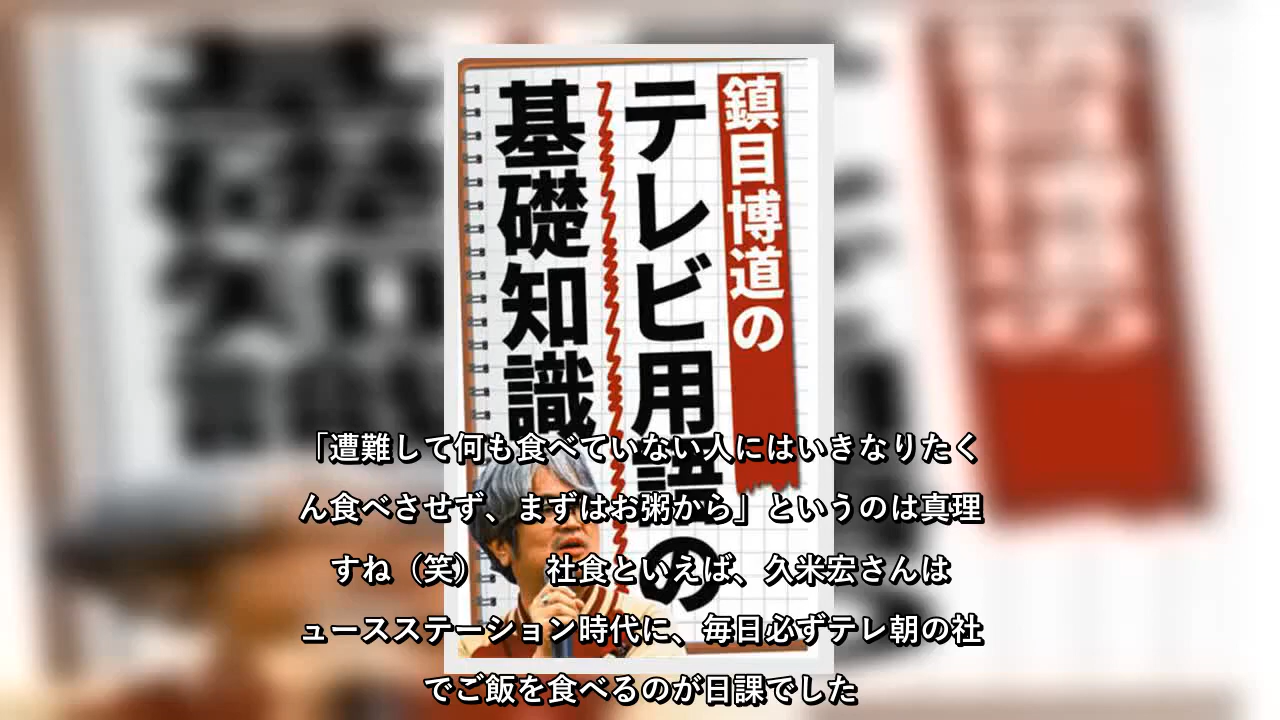 鎮目博道の
テレビ用語の
基礎知識
「遭難して何も食べていない人にはいきなりたく
ん食べさせず、まずはお粥から」というのは真理
すね（笑）　　社食といえば、久米宏さんは
ュースステーション時代に、毎日必ずテレ朝の社
でご飯を食べるのが日課でした